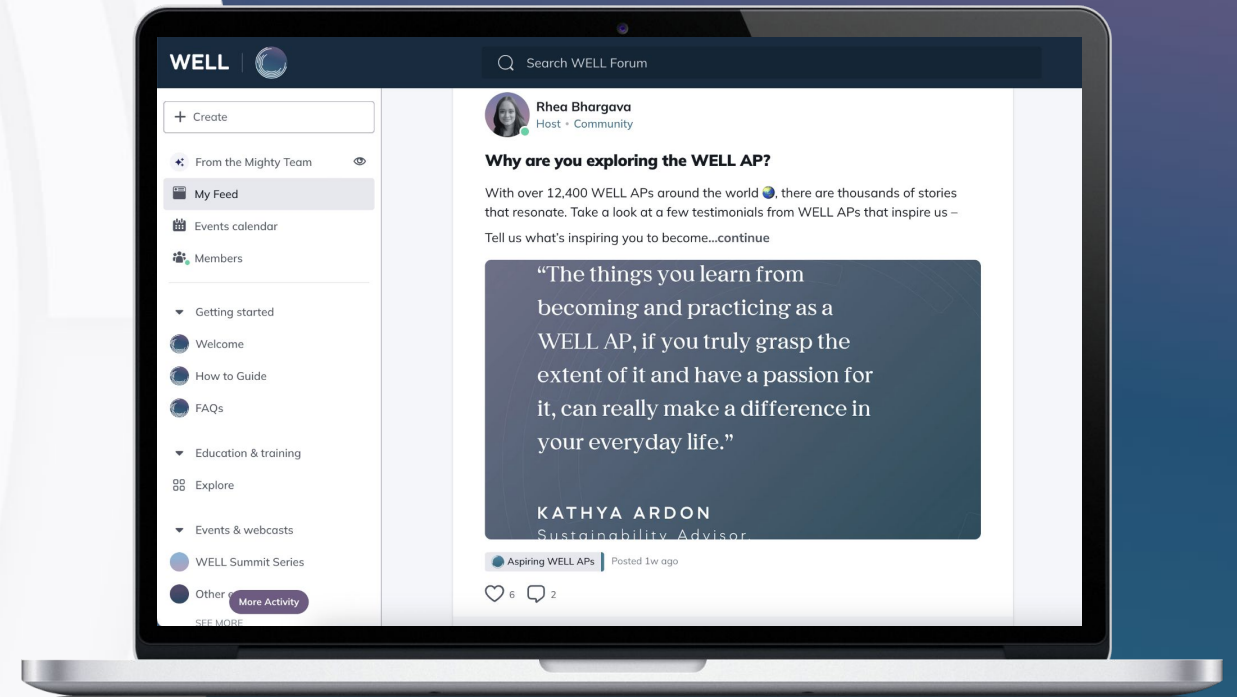 WELL
Search WELL Forum
+ Create
From the Mighty Team
My Feed
Events calendar
Members
Getting started
Welcome
How to Guide
FAQs
Education & training
Explore
Events & webcasts
WELL Summit Series
Other
More Activity
SEE MORE
Rhea Bhargava
Host • Community
Why are you exploring the WELL AP?
With over 12,400 WELL APs around the world 🌏, there are thousands of stories
that resonate. Take a look at a few testimonials from WELL APs that inspire us –
Tell us what's inspiring you to become...continue
“The things you learn from
becoming and practicing as a
WELL AP, if you truly grasp the
extent of it and have a passion for
it, can really make a difference in
your everyday life.”
KATHYA ARDON
Sustainability Advisor
Aspiring WELL APs Posted 1w ago
6 2